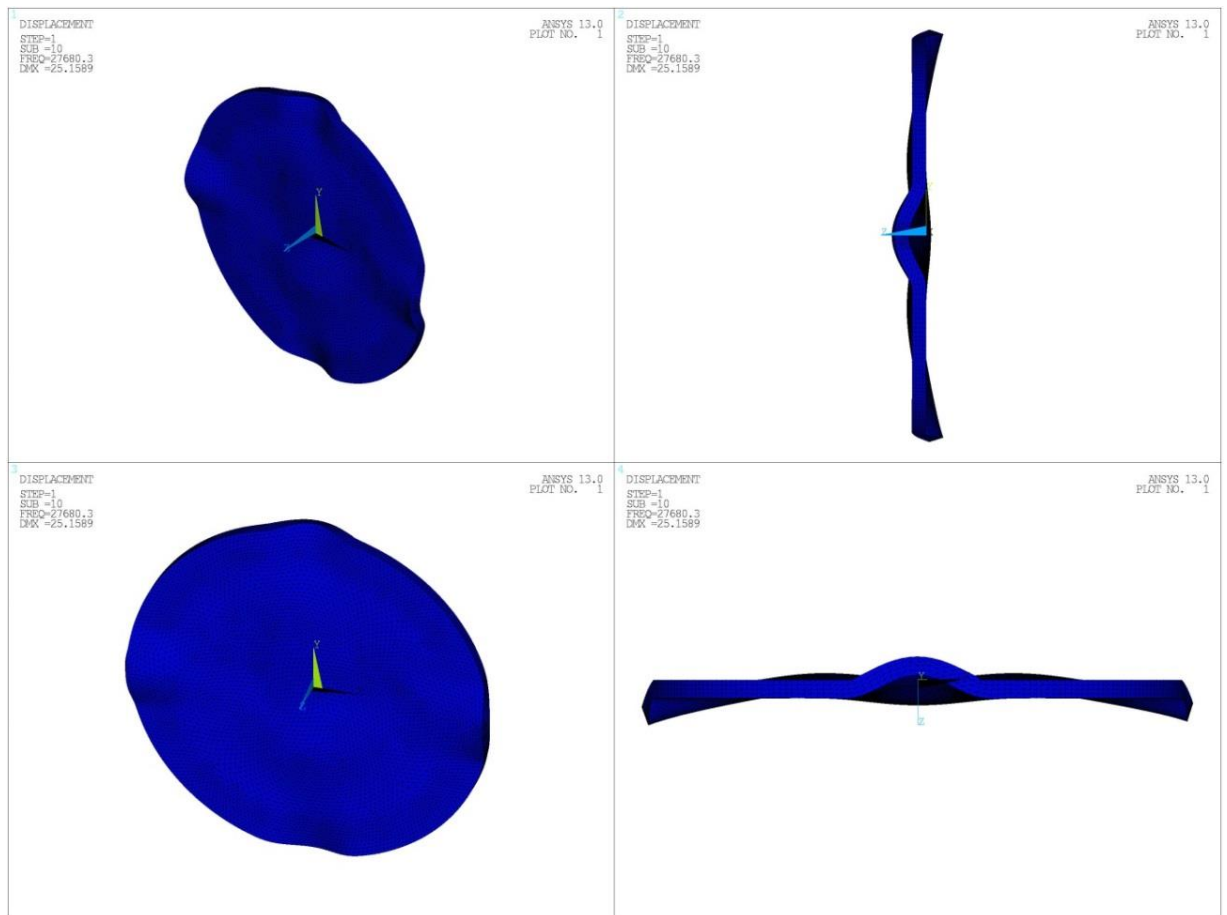 1
DISPLACEMENT
STEP=1
SUB =10
FREQ=27680.3
DMX =25.1589
ANSYS 13.0
PLOT NO. 1
Y
Z
2
DISPLACEMENT
STEP=1
SUB =10
FREQ=27680.3
DMX =25.1589
ANSYS 13.0
PLOT NO. 1
Z
3
DISPLACEMENT
STEP=1
SUB =10
FREQ=27680.3
DMX =25.1589
ANSYS 13.0
PLOT NO. 1
Y
Z
4
DISPLACEMENT
STEP=1
SUB =10
FREQ=27680.3
DMX =25.1589
ANSYS 13.0
PLOT NO. 1
Y
Z